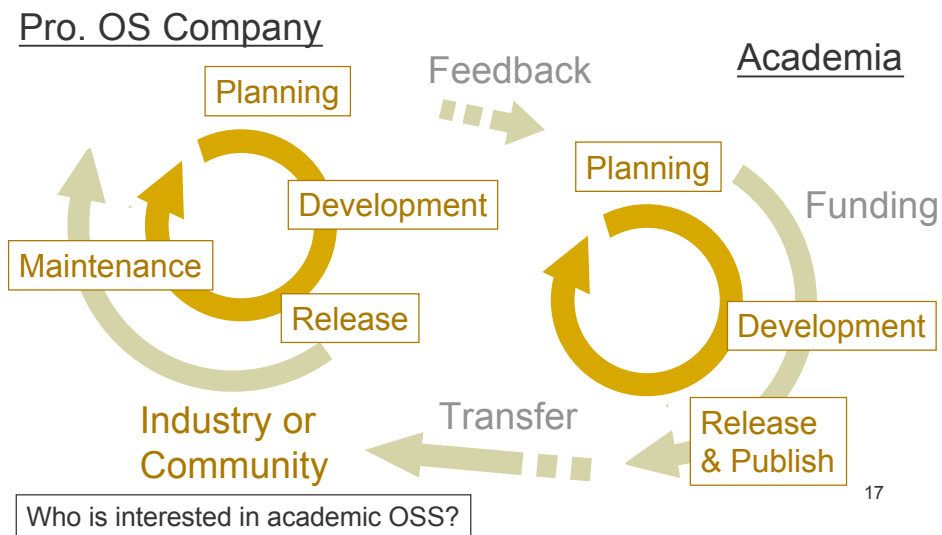 Pro. OS Company
Academia
Feedback
Planning
Development
Maintenance
Release
Planning
Funding
Development
Release
& Publish
Transfer
Industry or
Community
17
Who is interested in academic OSS?